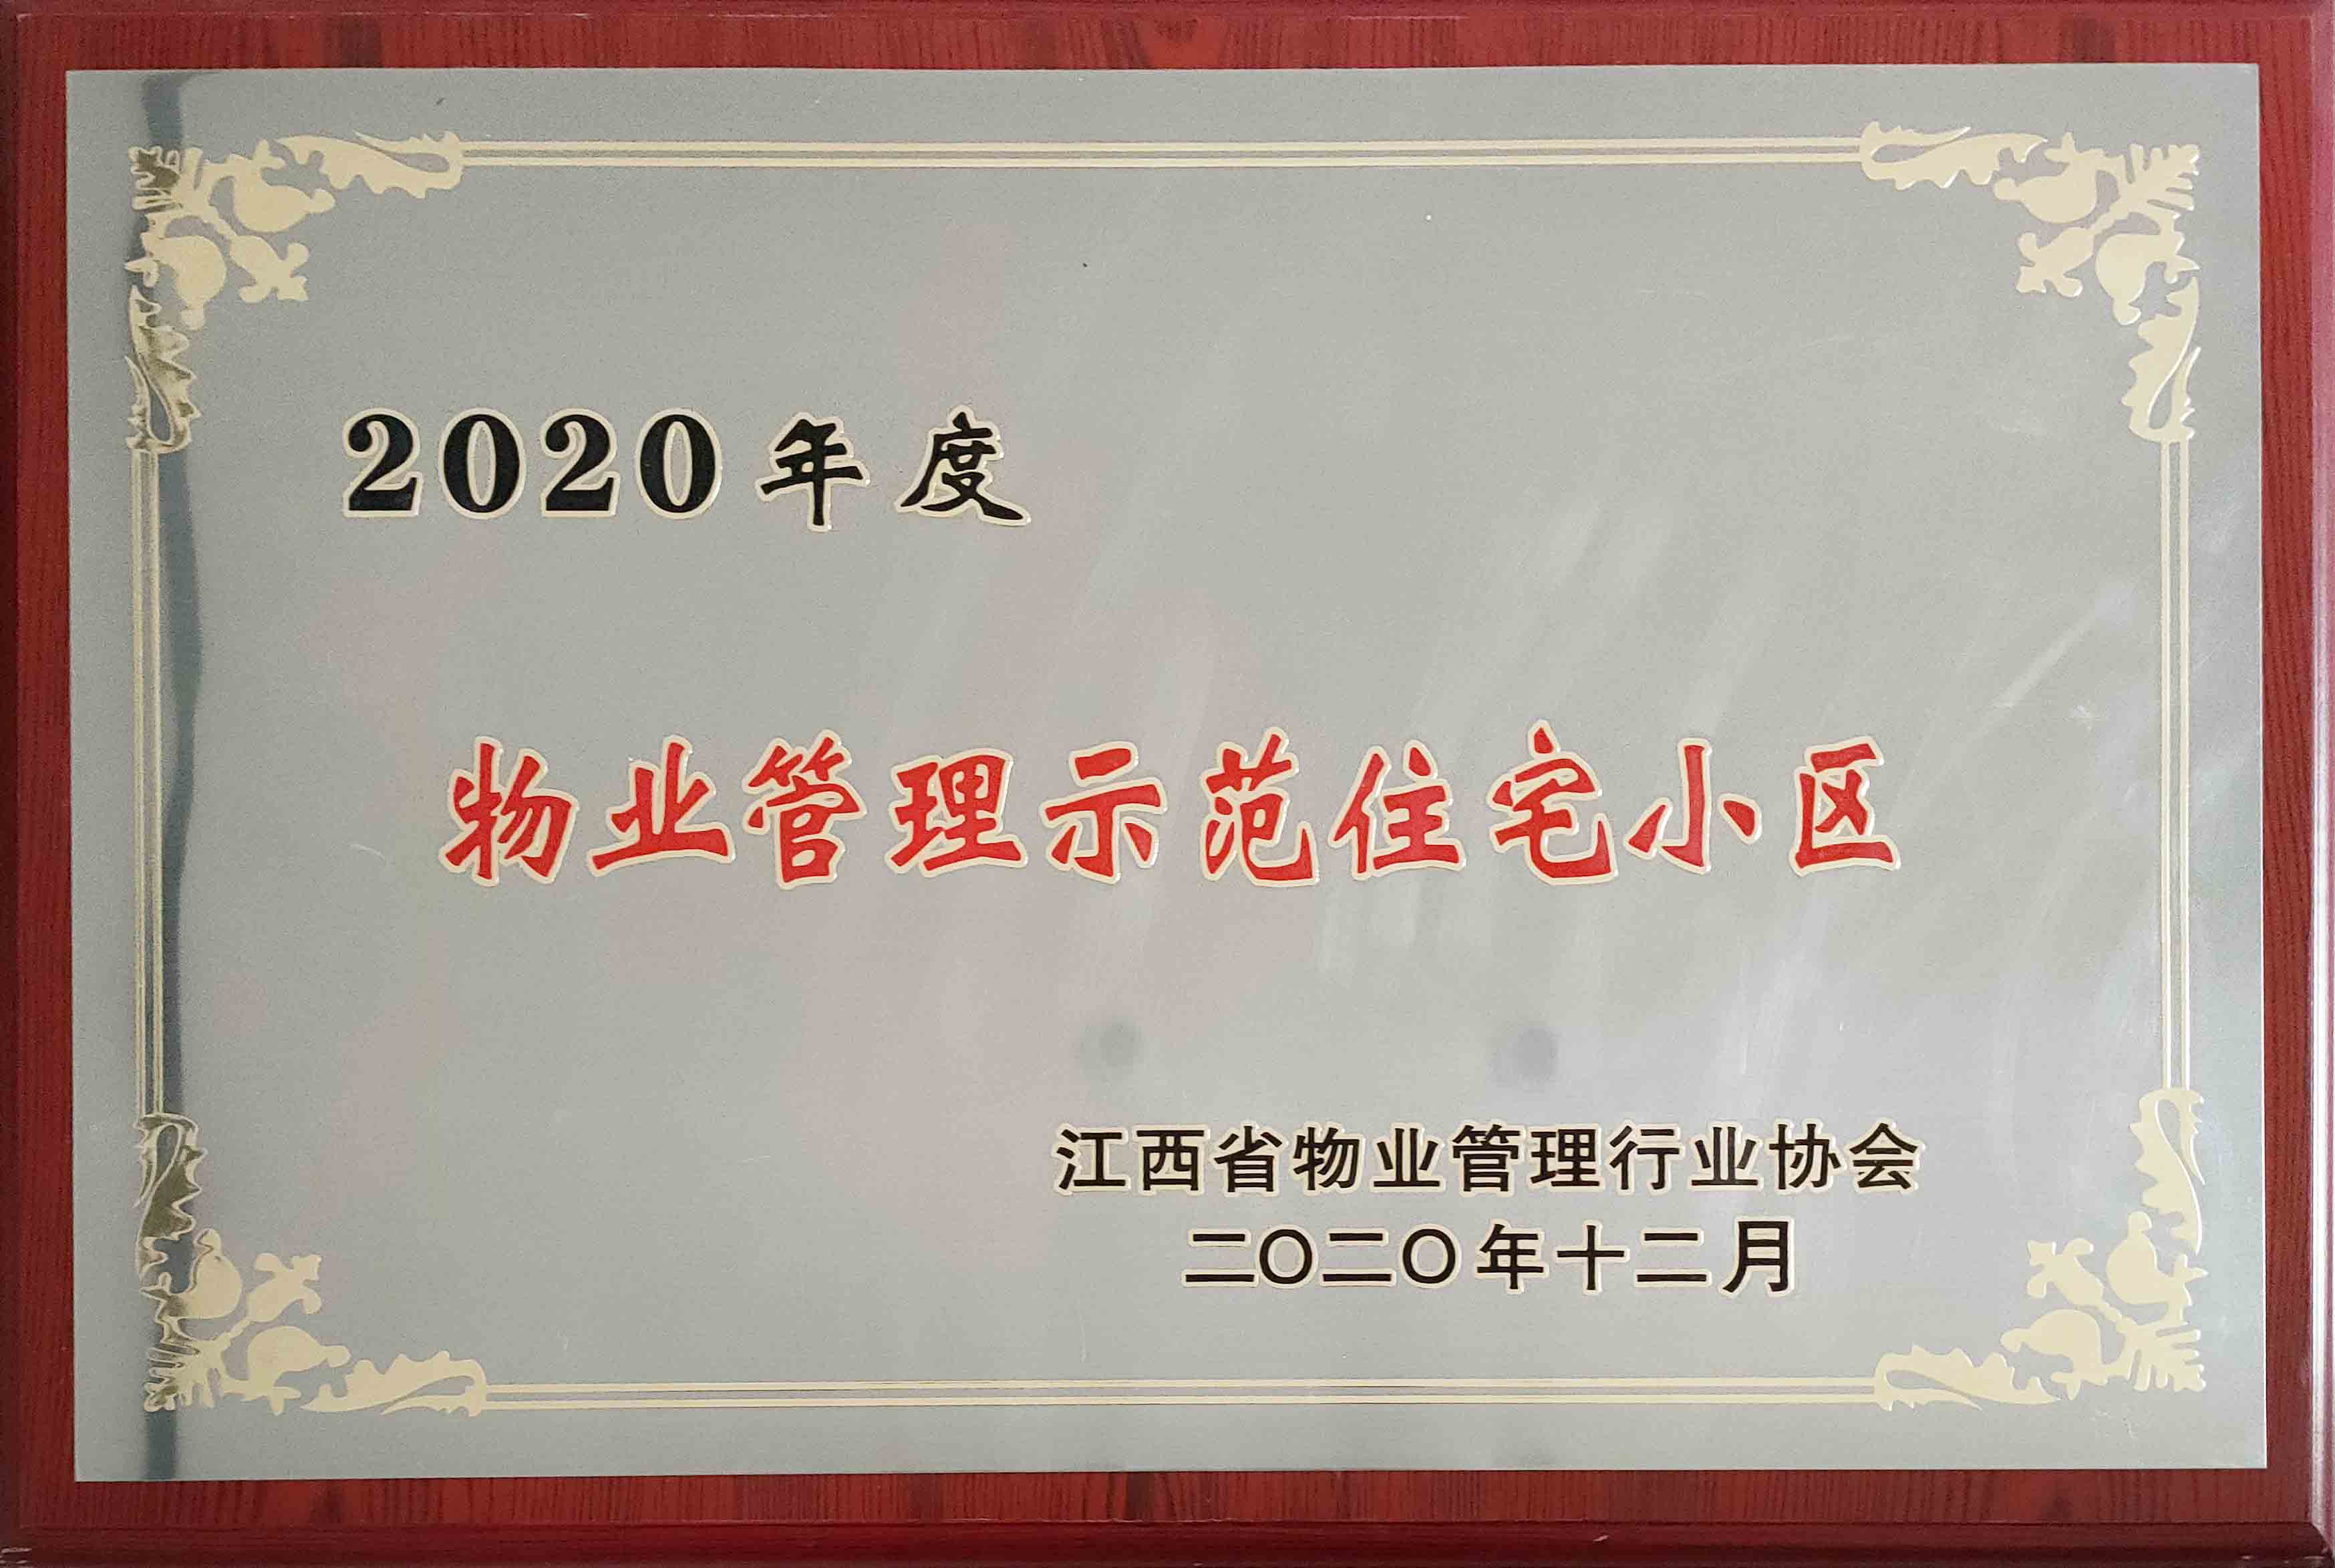 2020年度
物业管理示范住宅小区
江西省物业管理行业协会
二〇二〇年十二月